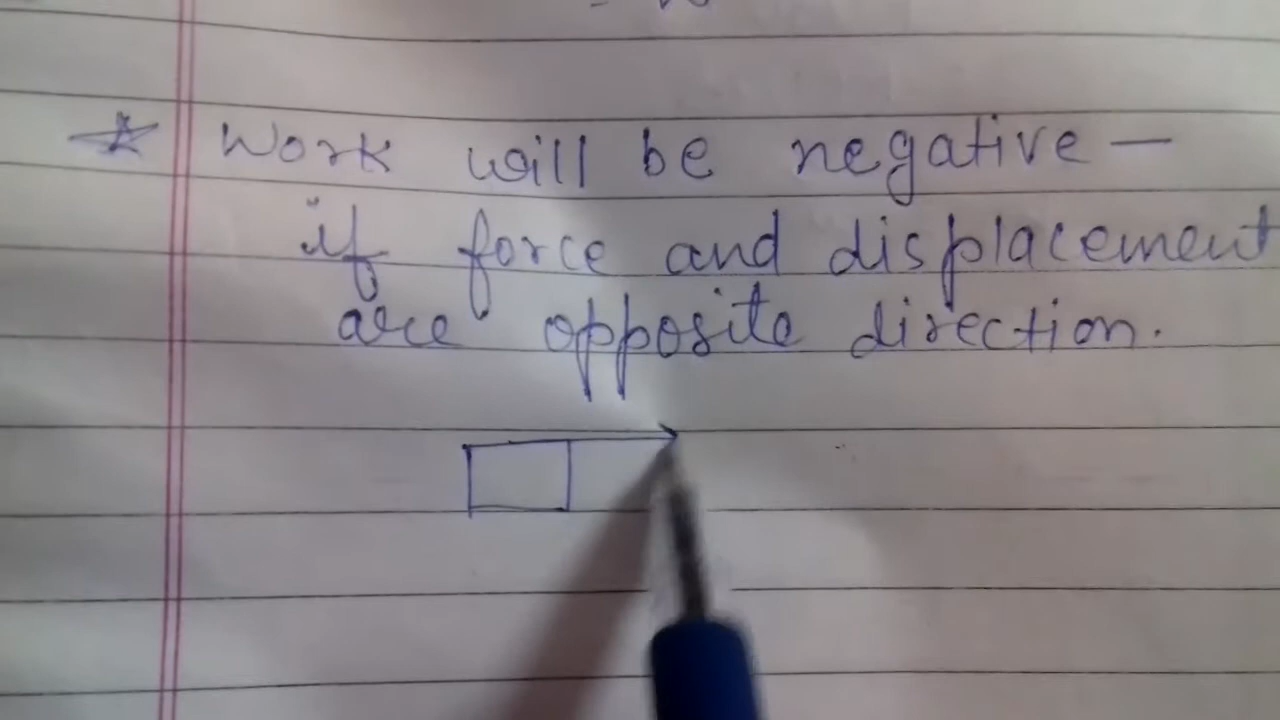 Work will be negative —
if force and displacement
are opposite direction.